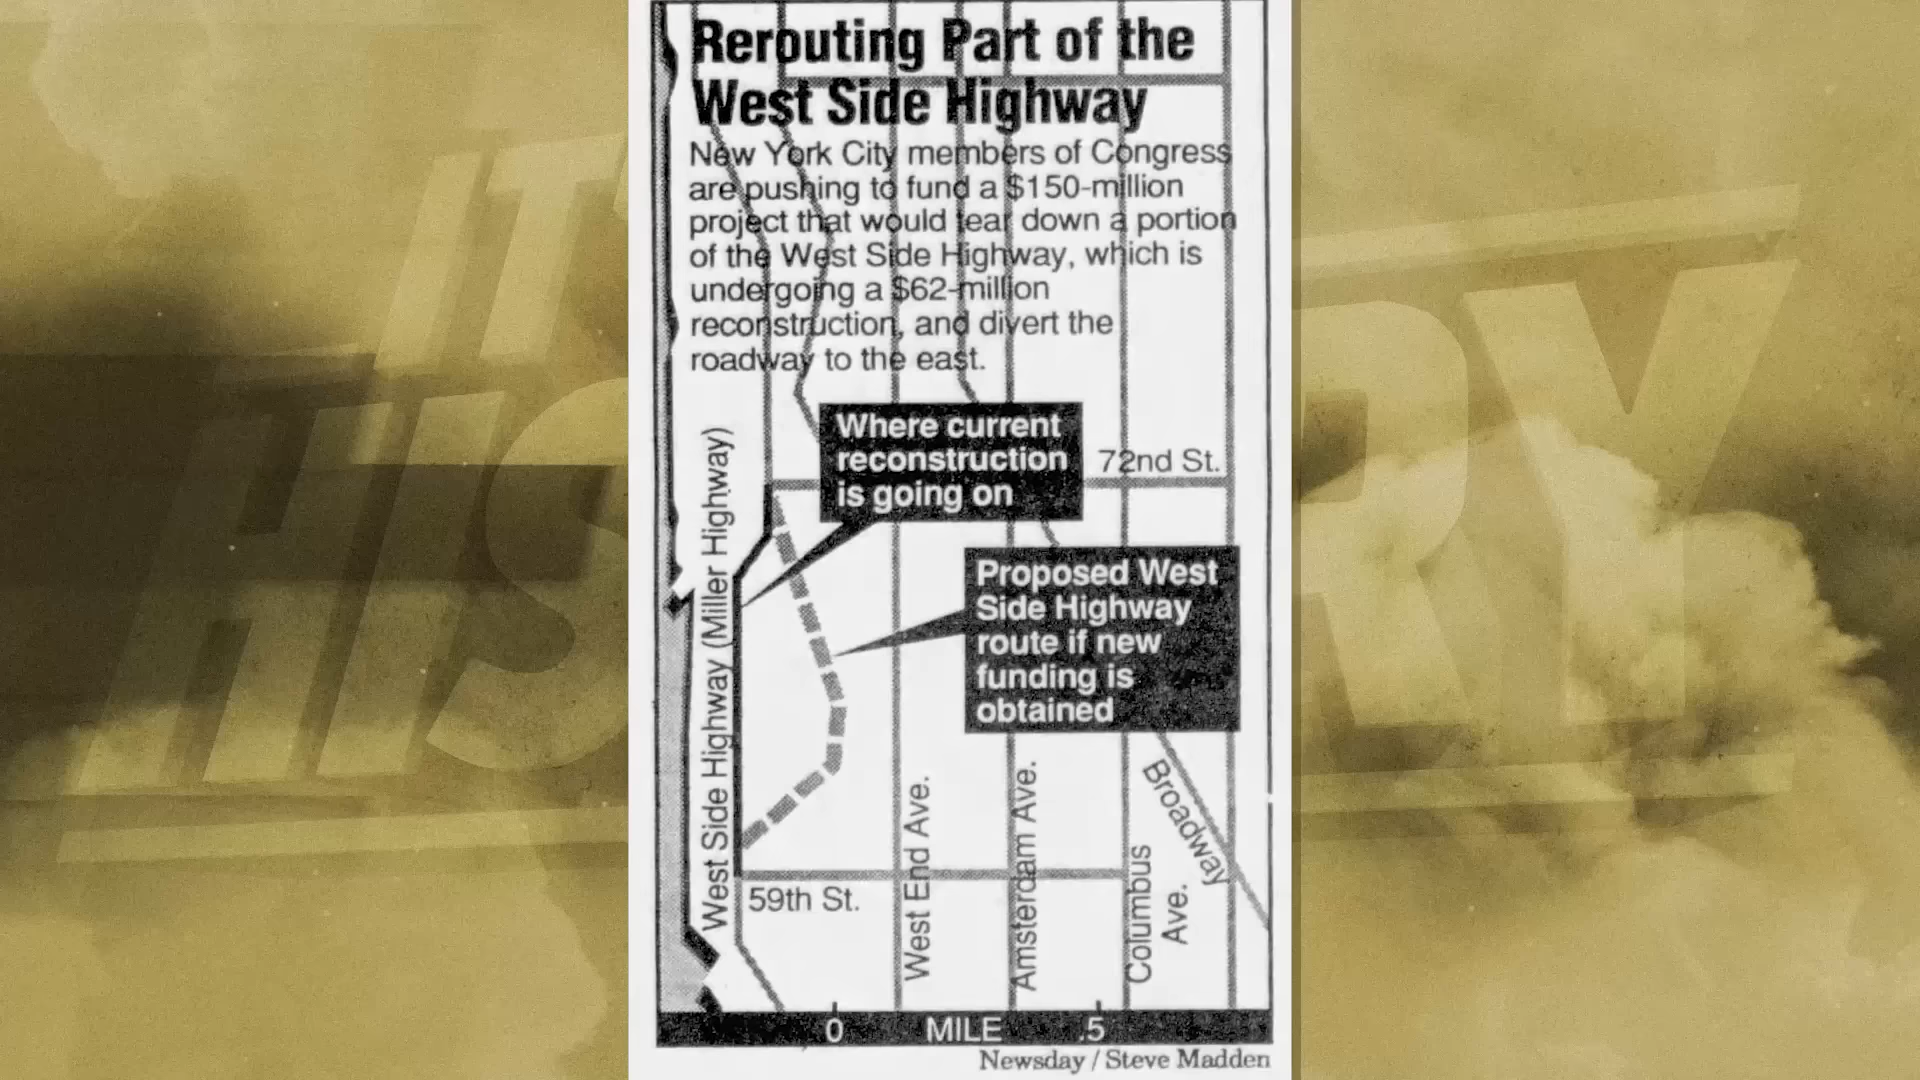 Rerouting Part of the
West Side Highway
New York City members of Congress
are pushing to fund a $150-million
project that would tear down a portion
of the West Side Highway, which is
undergoing a $62-million
reconstruction, and divert the
roadway to the east.
Where current
reconstruction
is going on
72nd St.
Proposed West
Side Highway
route if new
funding is
obtained
West Side Highway (Miller Highway)
59th St.
West End Ave.
Amsterdam Ave.
Columbus
Ave.
Broadway
0 MILE .5
Newsday / Steve Madden
IT'
HIS
RY